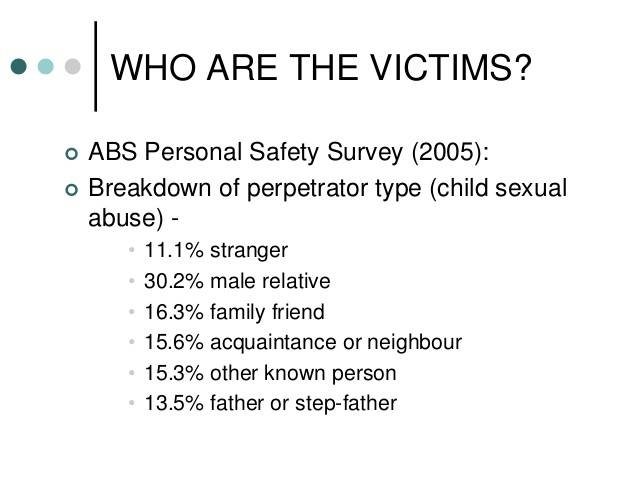 WHO ARE THE VICTIMS?
ABS Personal Safety Survey (2005):
Breakdown of perpetrator type (child sexual
abuse) -
11.1% stranger
30.2% male relative
16.3% family friend
15.6% acquaintance or neighbour
15.3% other known person
13.5% father or step-father